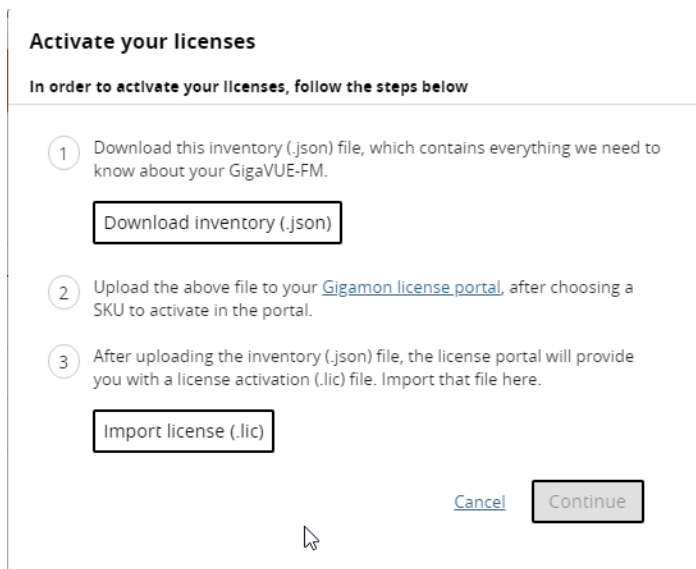 Activate your licenses
In order to activate your licenses, follow the steps below
1
Download this inventory (.json) file, which contains everything we need to
know about your GigaVUE-FM.
Download inventory (.json)
2
Upload the above file to your Gigamon license portal, after choosing a
SKU to activate in the portal.
3
After uploading the inventory (.json) file, the license portal will provide
you with a license activation (.lic) file. Import that file here.
Import license (.lic)
Cancel
Continue